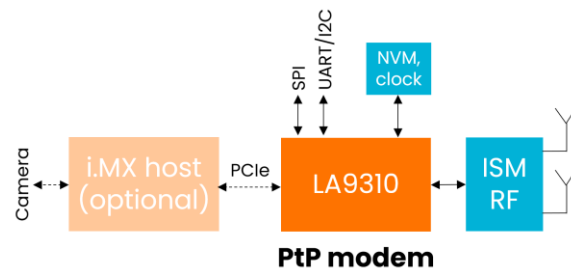 SPI
UART/I2C
NVM,
clock
Camera
i.MX host
(optional)
PCIe
LA9310
ISM
RF
PtP modem